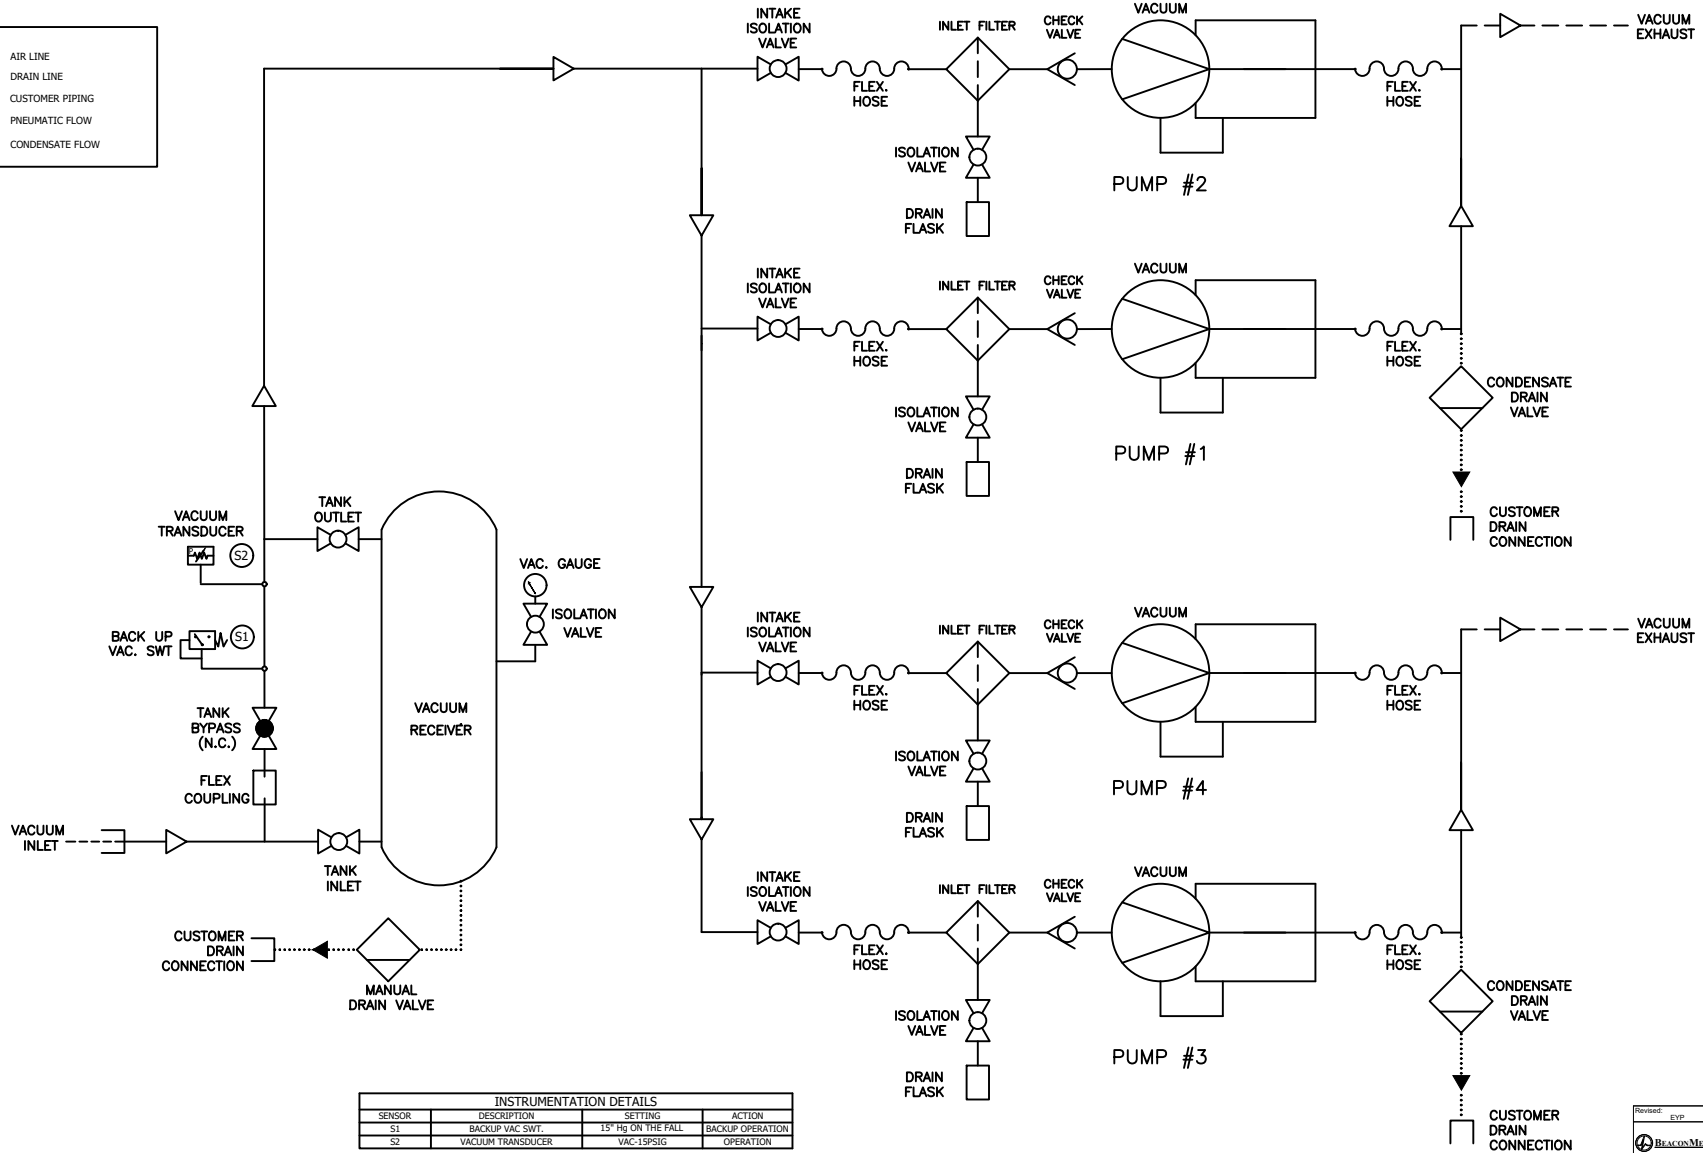 AIR LINE
DRAIN LINE
CUSTOMER PIPING
PNEUMATIC FLOW
CONDENSATE FLOW
INTAKE
ISOLATION
VALVE
FLEX.
HOSE
INLET FILTER
CHECK
VALVE
VACUUM
FLEX.
HOSE
VACUUM
EXHAUST
ISOLATION
VALVE
DRAIN
FLASK
PUMP #2
INTAKE
ISOLATION
VALVE
FLEX.
HOSE
INLET FILTER
CHECK
VALVE
VACUUM
FLEX.
HOSE
ISOLATION
VALVE
DRAIN
FLASK
PUMP #1
CONDENSATE
DRAIN
VALVE
CUSTOMER
DRAIN
CONNECTION
VACUUM
TRANSDUCER
P
S2
TANK
OUTLET
VAC. GAUGE
ISOLATION
VALVE
BACK UP
VAC. SWT
S1
TANK
BYPASS
(N.C.)
VACUUM
RECEIVER
FLEX
COUPLING
VACUUM
INLET
TANK
INLET
CUSTOMER
DRAIN
CONNECTION
MANUAL
DRAIN VALVE
INTAKE
ISOLATION
VALVE
FLEX.
HOSE
INLET FILTER
CHECK
VALVE
VACUUM
FLEX.
HOSE
VACUUM
EXHAUST
ISOLATION
VALVE
DRAIN
FLASK
PUMP #4
INTAKE
ISOLATION
VALVE
FLEX.
HOSE
INLET FILTER
CHECK
VALVE
VACUUM
FLEX.
HOSE
ISOLATION
VALVE
DRAIN
FLASK
PUMP #3
CONDENSATE
DRAIN
VALVE
CUSTOMER
DRAIN
CONNECTION
INSTRUMENTATION DETAILS
SENSOR DESCRIPTION SETTING ACTION
S1 BACKUP VAC SWT. 15" Hg ON THE FALL BACKUP OPERATION
S2 VACUUM TRANSDUCER VAC-15PSIG OPERATION
Revised:
EYP